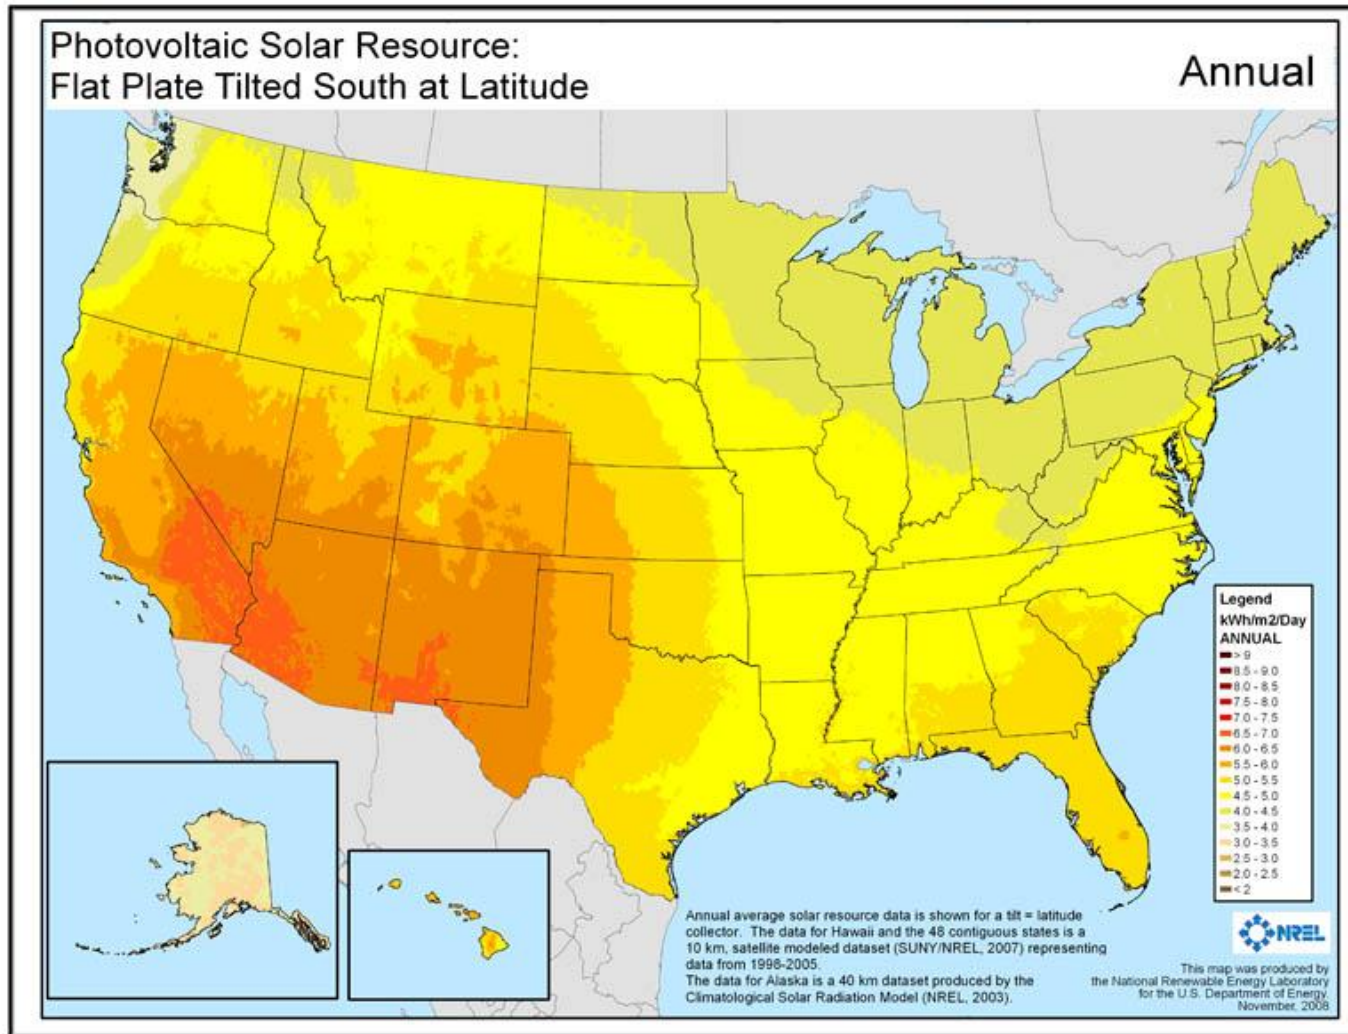 Photovoltaic Solar Resource:
Flat Plate Tilted South at Latitude
Annual
Legend
kWh/m2/Day
ANNUAL
> 9
8.5 - 9.0
8.0 - 8.5
7.5 - 8.0
7.0 - 7.5
6.5 - 7.0
6.0 - 6.5
5.5 - 6.0
5.0 - 5.5
4.5 - 5.0
4.0 - 4.5
3.5 - 4.0
3.0 - 3.5
2.5 - 3.0
2.0 - 2.5
< 2
Annual average solar resource data is shown for a tilt = latitude
collector. The data for Hawaii and the 48 contiguous states is a
10 km, satellite modeled dataset (SUNY/NREL, 2007) representing
data from 1998-2005.
The data for Alaska is a 40 km dataset produced by the
Climatological Solar Radiation Model (NREL, 2003).
NREL
This map was produced by
the National Renewable Energy Laboratory
for the U.S. Department of Energy.
November, 2008